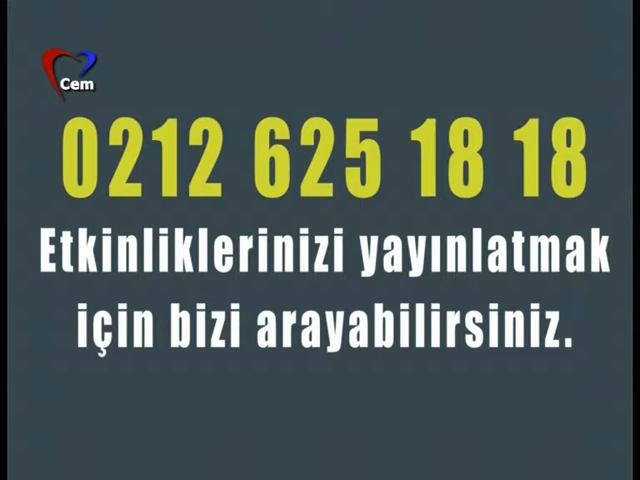 Cem
0212 625 18 18
Etkinliklerinizi yayınlatmak
için bizi arayabilirsiniz.